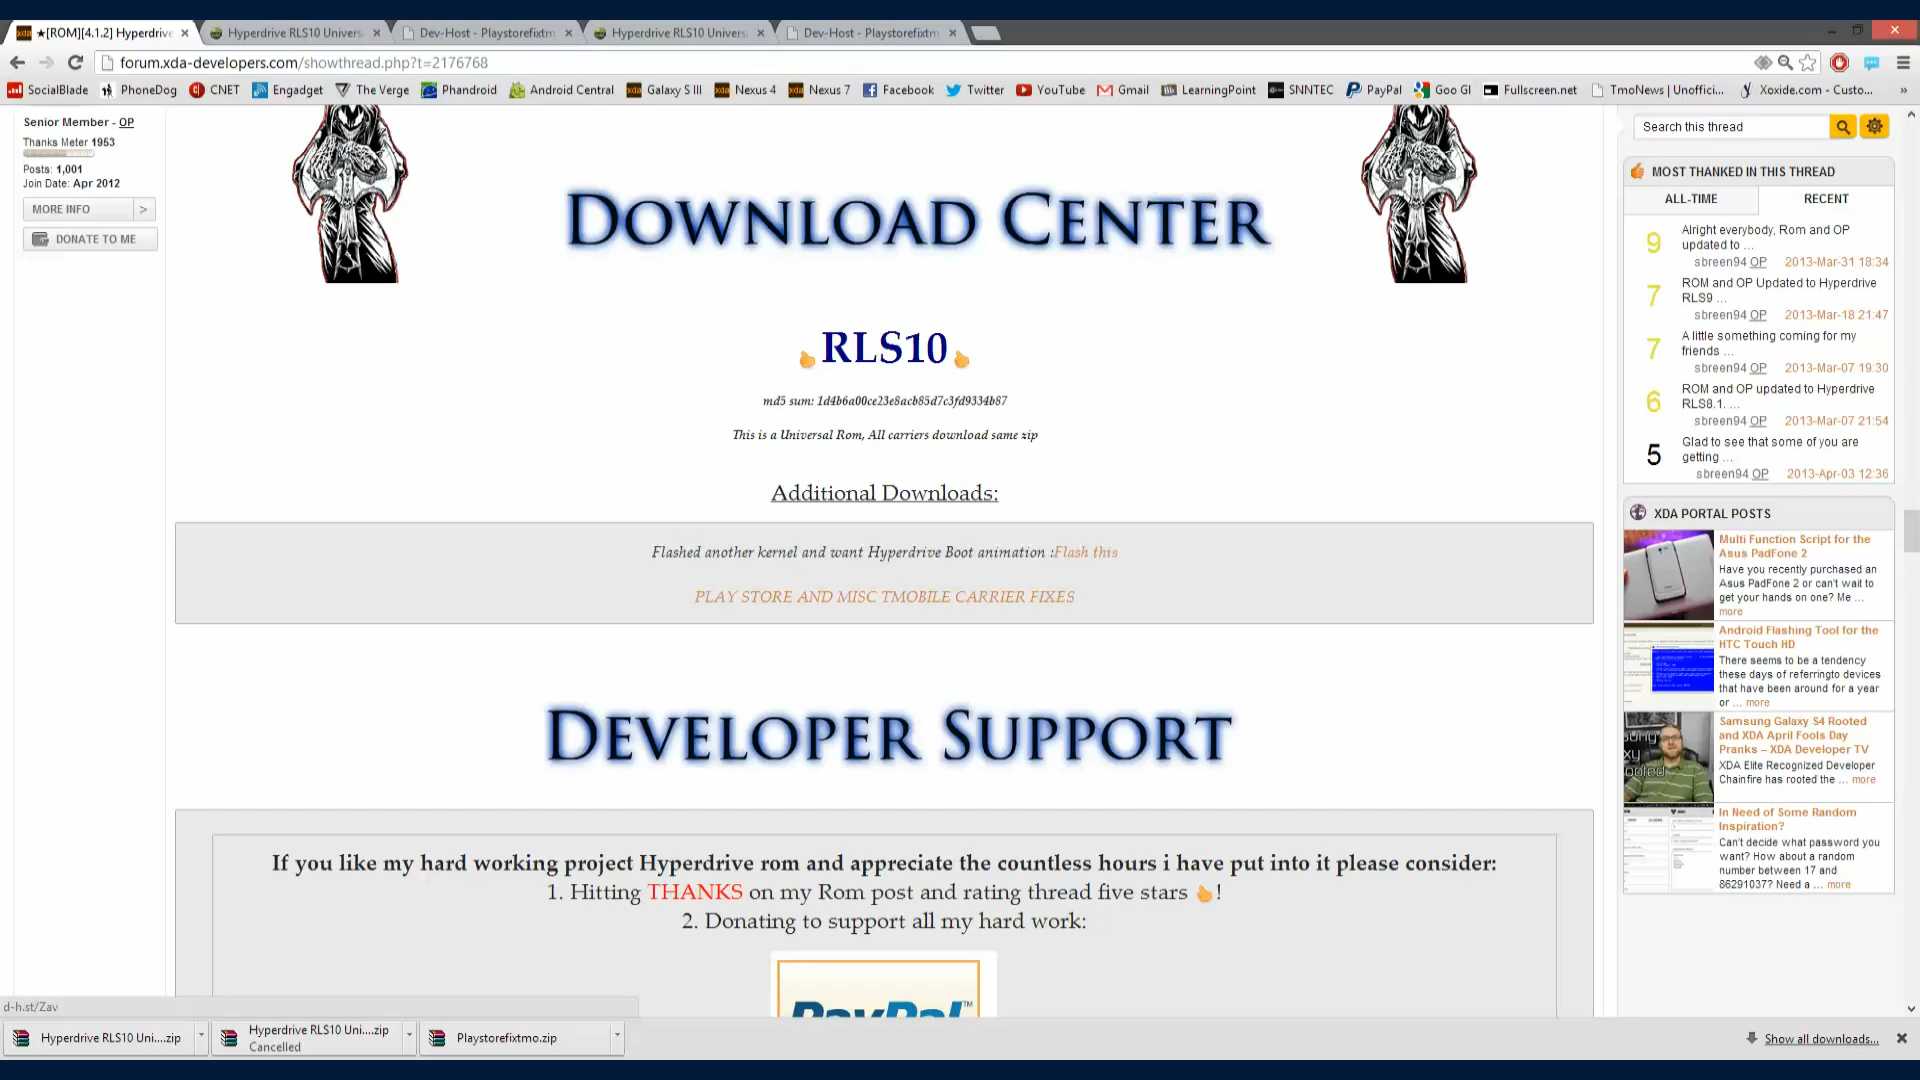 ★[ROM][4.1.2] Hyperdrive
Hyperdrive RLS10 Univers
Dev-Host - Playstorefixtm
Hyperdrive RLS10 Univers
Dev-Host - Playstorefixtm
forum.xda-developers.com/showthread.php?t=2176768
SocialBlade
PhoneDog
CNET
Engadget
The Verge
Phandroid
Android Central
Galaxy S III
Nexus 4
Nexus 7
Facebook
Twitter
YouTube
Gmail
LearningPoint
SNNTEC
PayPal
Goo Gl
Fullscreen.net
TmoNews | Unoffici...
Xoxide.com - Custo...
»
Senior Member - OP
Thanks Meter 1953
Posts: 1,001
Join Date: Apr 2012
MORE INFO >
DONATE TO ME
DOWNLOAD CENTER
RLS10
md5 sum: 1d4b6a00ce23e8acb85d7c3fd9334b87
This is a Universal Rom, All carriers download same zip
Additional Downloads:
Flashed another kernel and want Hyperdrive Boot animation :Flash this
PLAY STORE AND MISC TMOBILE CARRIER FIXES
DEVELOPER SUPPORT
If you like my hard working project Hyperdrive rom and appreciate the countless hours i have put into it please consider:
1. Hitting THANKS on my Rom post and rating thread five stars !
2. Donating to support all my hard work:
PayPal™
Search this thread
MOST THANKED IN THIS THREAD
ALL-TIME
RECENT
9 Alright everybody, Rom and OP
updated to ...
sbreen94 OP 2013-Mar-31 18:34
7 ROM and OP Updated to Hyperdrive
RLS9 ...
sbreen94 OP 2013-Mar-18 21:47
7 A little something coming for my
friends ...
sbreen94 OP 2013-Mar-07 19:30
6 ROM and OP updated to Hyperdrive
RLS8.1. ...
sbreen94 OP 2013-Mar-07 21:54
5 Glad to see that some of you are
getting ...
sbreen94 OP 2013-Apr-03 12:36
XDA PORTAL POSTS
Multi Function Script for the
Asus PadFone 2
Have you recently purchased an
Asus PadFone 2 or can't wait to
get your hands on one? Me ...
more
Android Flashing Tool for the
HTC Touch HD
There seems to be a tendency
these days of referringto devices
that have been around for a year
or ... more
Samsung Galaxy S4 Rooted
and XDA April Fools Day
Pranks – XDA Developer TV
XDA Elite Recognized Developer
Chainfire has rooted the ... more
In Need of Some Random
Inspiration?
Can't decide what password you
want? How about a random
number between 17 and
86291037? Need a ... more
d-h.st/Zav
Hyperdrive RLS10 Uni....zip
Hyperdrive RLS10 Uni....zip
Cancelled
Playstorefixtmo.zip
Show all downloads...